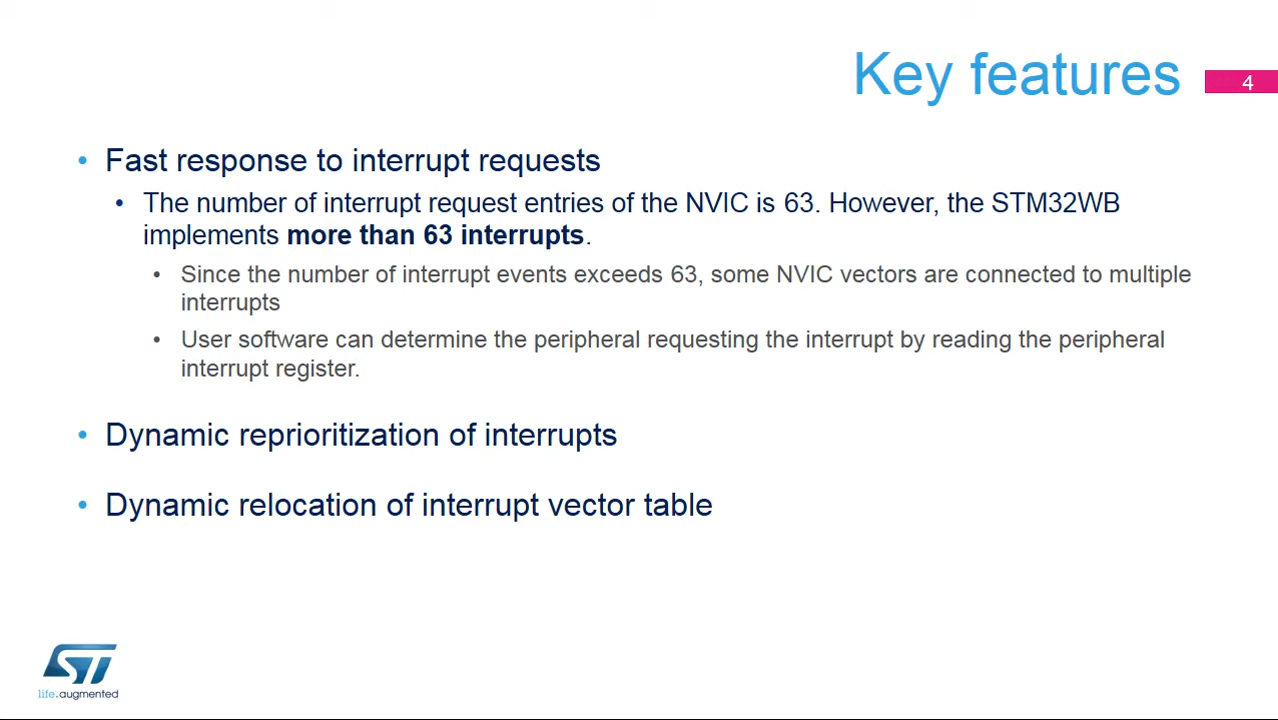 Key features
4
• Fast response to interrupt requests
• The number of interrupt request entries of the NVIC is 63. However, the STM32WB
implements more than 63 interrupts.
• Since the number of interrupt events exceeds 63, some NVIC vectors are connected to multiple
interrupts
• User software can determine the peripheral requesting the interrupt by reading the peripheral
interrupt register.
• Dynamic reprioritization of interrupts
• Dynamic relocation of interrupt vector table
ST
life.augmented